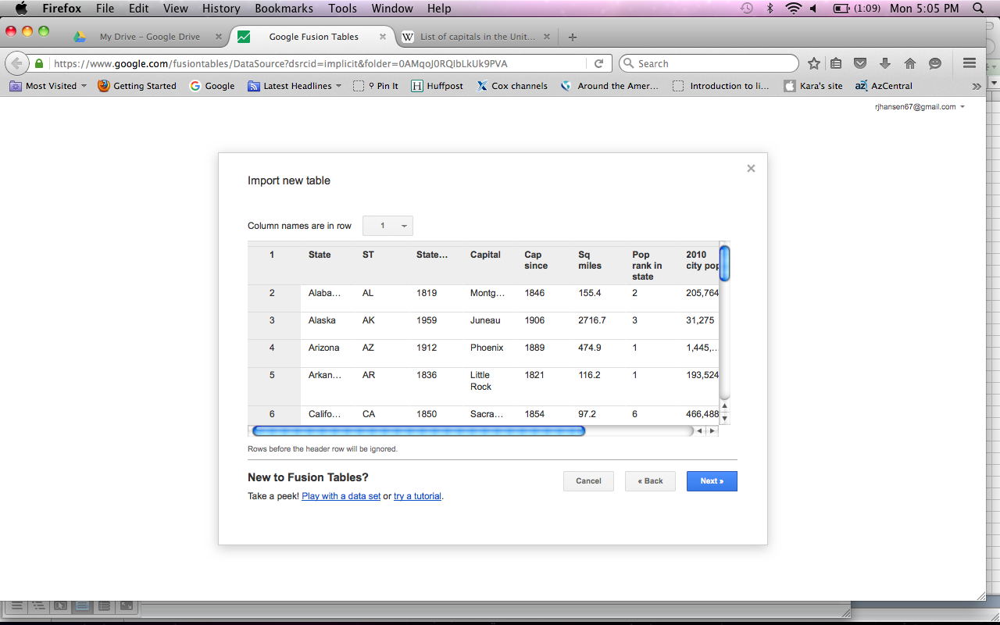 Firefox File Edit View History Bookmarks Tools Window Help (1:09) Mon 5:05 PM
My Drive – Google Drive Google Fusion Tables W List of capitals in the Unit...
https://www.google.com/fusiontables/DataSource?dsrcid=implicit&folder=0AMqoJ0RQIbLkUk9PVA Search
Most Visited Getting Started Google Latest Headlines Pin It Huffpost Cox channels Around the Amer... Introduction to li... Kara's site AzCentral
rjhansen67@gmail.com
Import new table
Column names are in row 1
1 State ST State... Capital Cap since Sq miles Pop rank in state 2010 city pop
2 Alaba... AL 1819 Montg... 1846 155.4 2 205,764
3 Alaska AK 1959 Juneau 1906 2716.7 3 31,275
4 Arizona AZ 1912 Phoenix 1889 474.9 1 1,445,...
5 Arkan... AR 1836 Little Rock 1821 116.2 1 193,524
6 Califo... CA 1850 Sacra... 1854 97.2 6 466,488
Rows before the header row will be ignored.
New to Fusion Tables?
Take a peek! Play with a data set or try a tutorial.
Cancel « Back Next »